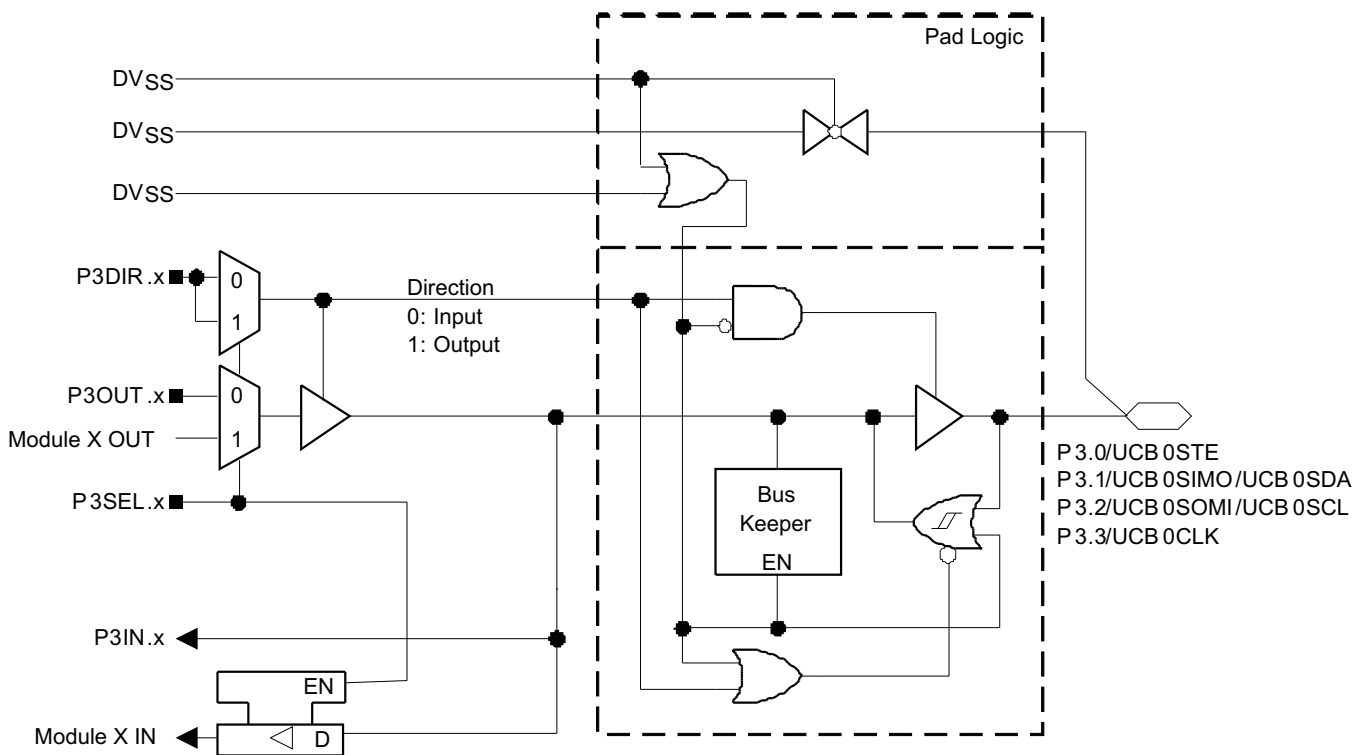 Pad Logic
DVSS
DVSS
DVSS
P3DIR.x
0
1
Direction
0: Input
1: Output
P3OUT.x
0
Module X OUT
1
P3SEL.x
Bus
Keeper
EN
P3.0/UCB0STE
P3.1/UCB0SIMO/UCB0SDA
P3.2/UCB0SOMI/UCB0SCL
P3.3/UCB0CLK
P3IN.x
EN
Module X IN
D